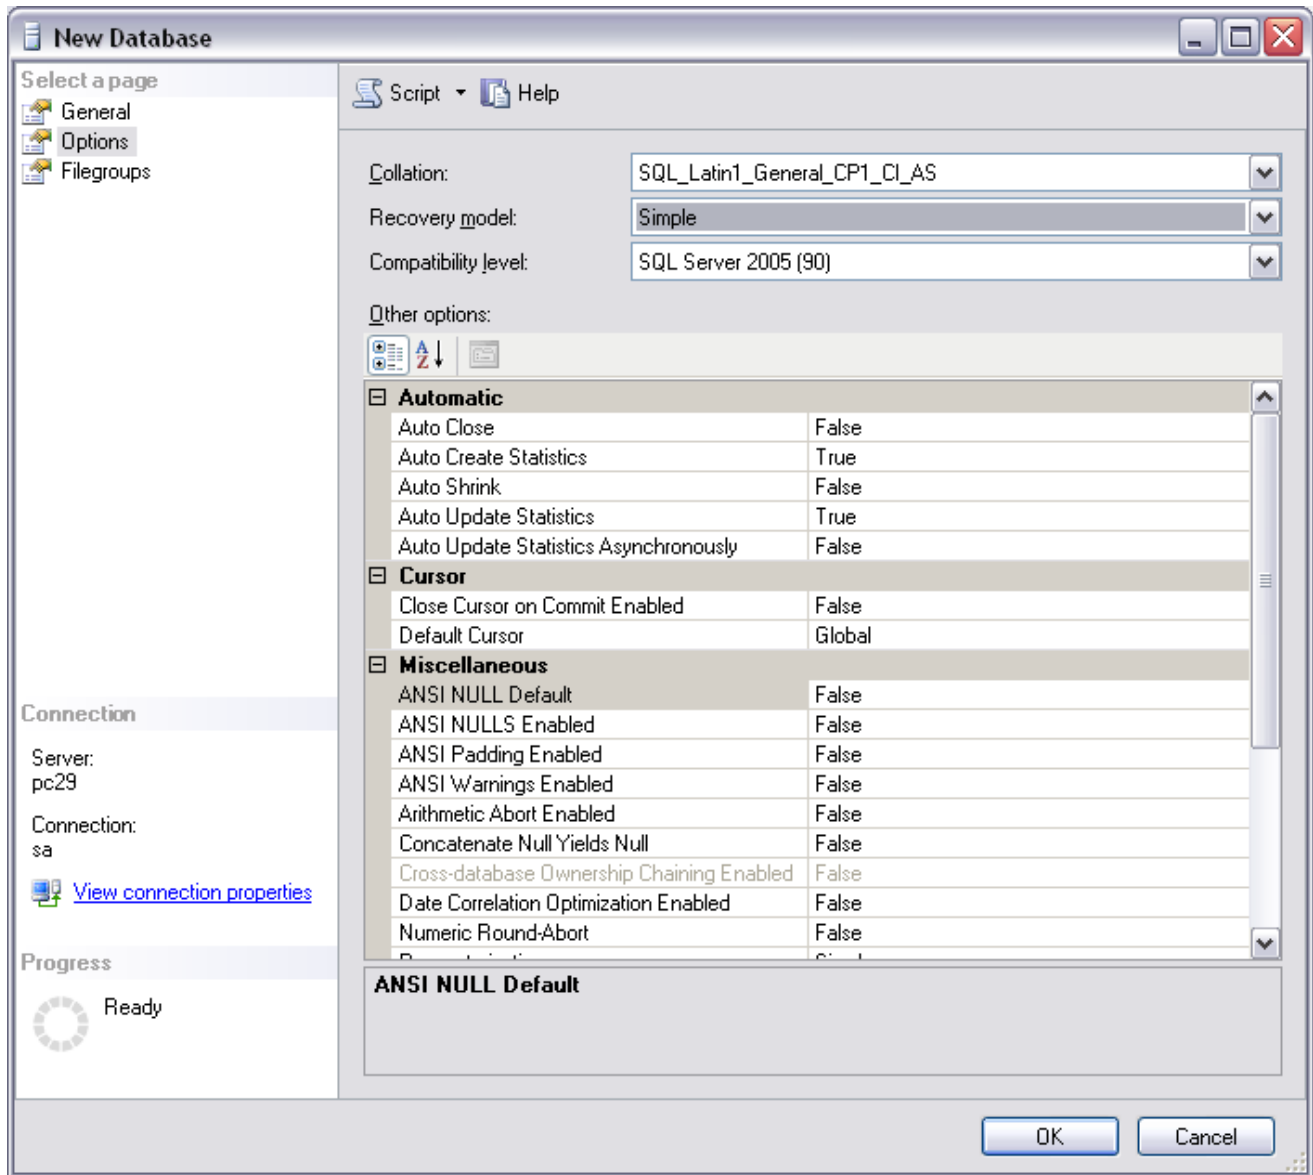 New Database
Select a page
General
Options
Filegroups
Script Help
Collation: SQL_Latin1_General_CP1_CI_AS
Recovery model: Simple
Compatibility level: SQL Server 2005 (90)
Other options:
Automatic
Auto Close False
Auto Create Statistics True
Auto Shrink False
Auto Update Statistics True
Auto Update Statistics Asynchronously False
Cursor
Close Cursor on Commit Enabled False
Default Cursor Global
Miscellaneous
ANSI NULL Default False
ANSI NULLS Enabled False
ANSI Padding Enabled False
ANSI Warnings Enabled False
Arithmetic Abort Enabled False
Concatenate Null Yields Null False
Cross-database Ownership Chaining Enabled False
Date Correlation Optimization Enabled False
Numeric Round-Abort False
ANSI NULL Default
Connection
Server:
pc29
Connection:
sa
View connection properties
Progress
Ready
OK Cancel